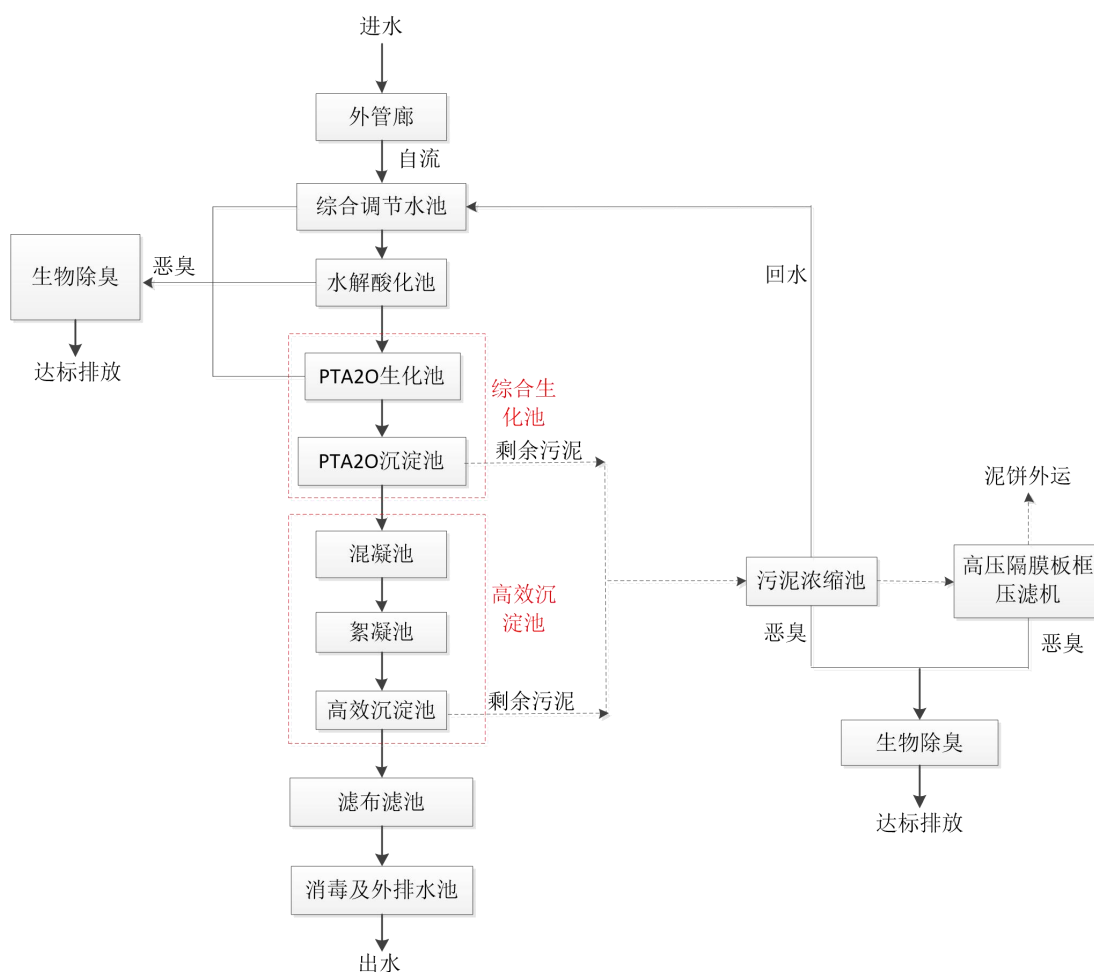 进水
外管廊
自流
综合调节水池
生物除臭
恶臭
水解酸化池
回水
达标排放
PTA2O生化池
综合生
化池
PTA2O沉淀池
剩余污泥
泥饼外运
混凝池
高压隔膜板框
压滤机
污泥浓缩池
高效沉
淀池
絮凝池
恶臭
恶臭
高效沉淀池
剩余污泥
生物除臭
滤布滤池
达标排放
消毒及外排水池
出水